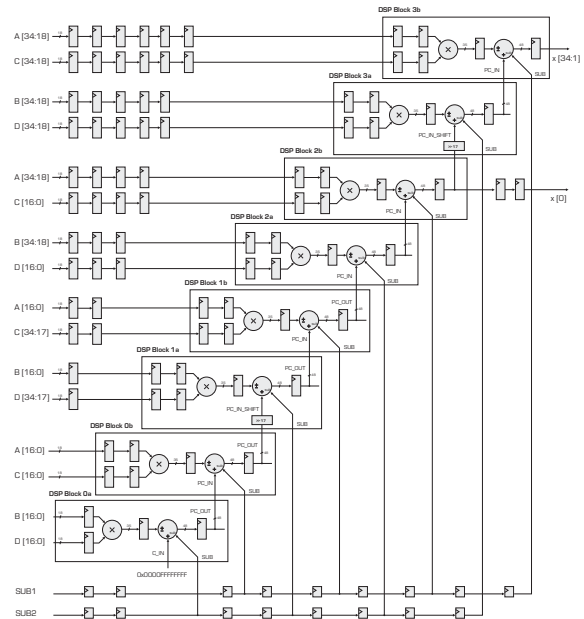 DSP Block 3b
A [34:18]
C [34:18]
x [34:1]
SUB
PC_IN
DSP Block 3a
B [34:18]
D [34:18]
PC_IN_SHIFT
>>17
SUB
DSP Block 2b
A [34:18]
C [16:0]
x [0]
PC_IN
SUB
DSP Block 2a
B [34:18]
D [16:0]
PC_IN
SUB
DSP Block 1b
A [16:0]
C [34:17]
PC_OUT
PC_IN
SUB
DSP Block 1a
B [16:0]
D [34:17]
PC_OUT
PC_IN_SHIFT
>>17
SUB
DSP Block 0b
A [16:0]
C [16:0]
PC_OUT
PC_IN
SUB
DSP Block 0a
B [16:0]
D [16:0]
PC_OUT
C_IN
SUB
0x0000FFFFFFFF
SUB1
SUB2